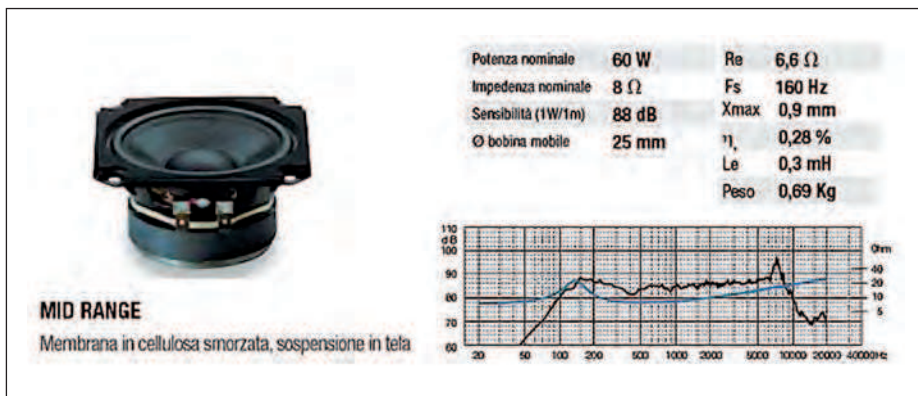 Potenza nominale 60 W Re 6,6 Ω
Impedenza nominale 8 Ω Fs 160 Hz
Sensibilità (1W/1m) 88 dB Xmax 0,9 mm
Ø bobina mobile 25 mm η, 0,28 %
Le 0,3 mH
Peso 0,69 Kg
MID RANGE
Membrana in cellulosa smorzata, sospensione in tela
110
dB
100
90
80
70
60
Ohm
40
20
10
5
20 50 100 200 500 1000 2000 5000 10000 20000 40000Hz